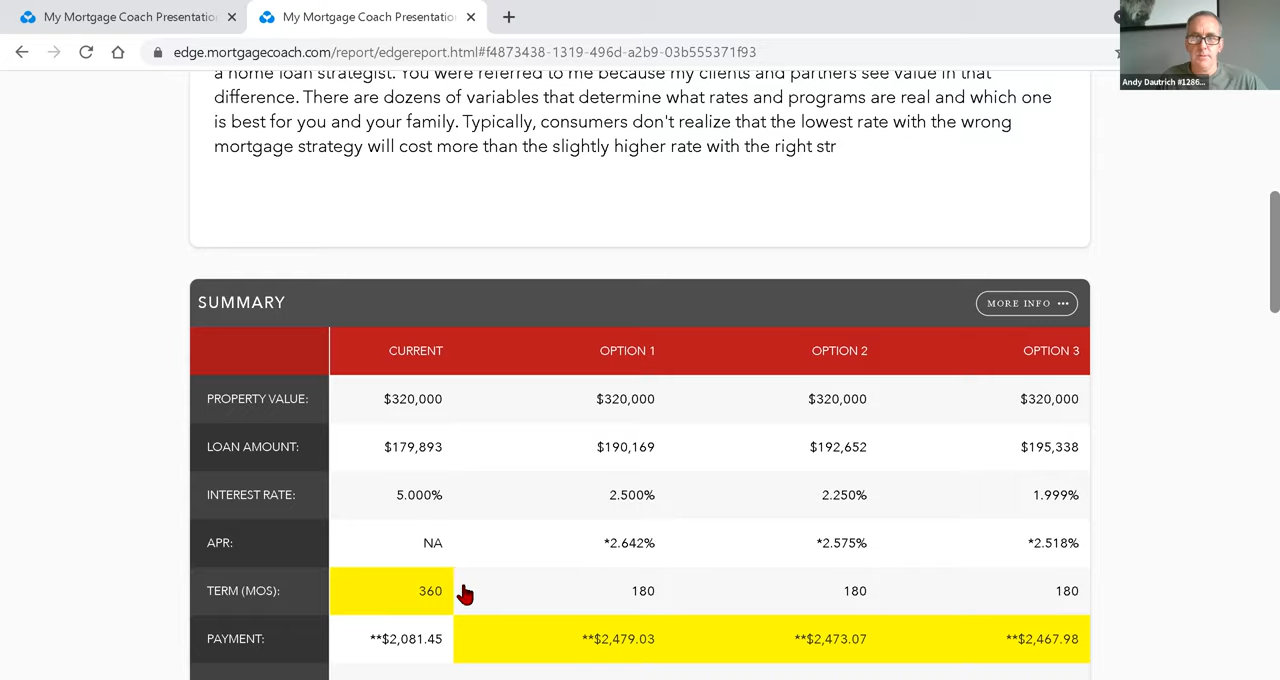 My Mortgage Coach Presentatio
My Mortgage Coach Presentatio
edge.mortgagecoach.com/report/edgereport.html#f4873438-1319-496d-a2b9-03b555371f93
Andy Dautrich #1286...
a home loan strategist. You were referred to me because my clients and partners see value in that
difference. There are dozens of variables that determine what rates and programs are real and which one
is best for you and your family. Typically, consumers don't realize that the lowest rate with the wrong
mortgage strategy will cost more than the slightly higher rate with the right str
SUMMARY MORE INFO •••
CURRENT OPTION 1 OPTION 2 OPTION 3
PROPERTY VALUE: $320,000 $320,000 $320,000 $320,000
LOAN AMOUNT: $179,893 $190,169 $192,652 $195,338
INTEREST RATE: 5.000% 2.500% 2.250% 1.999%
APR: NA *2.642% *2.575% *2.518%
TERM (MOS): 360 180 180 180
PAYMENT: **$2,081.45 **$2,479.03 **$2,473.07 **$2,467.98